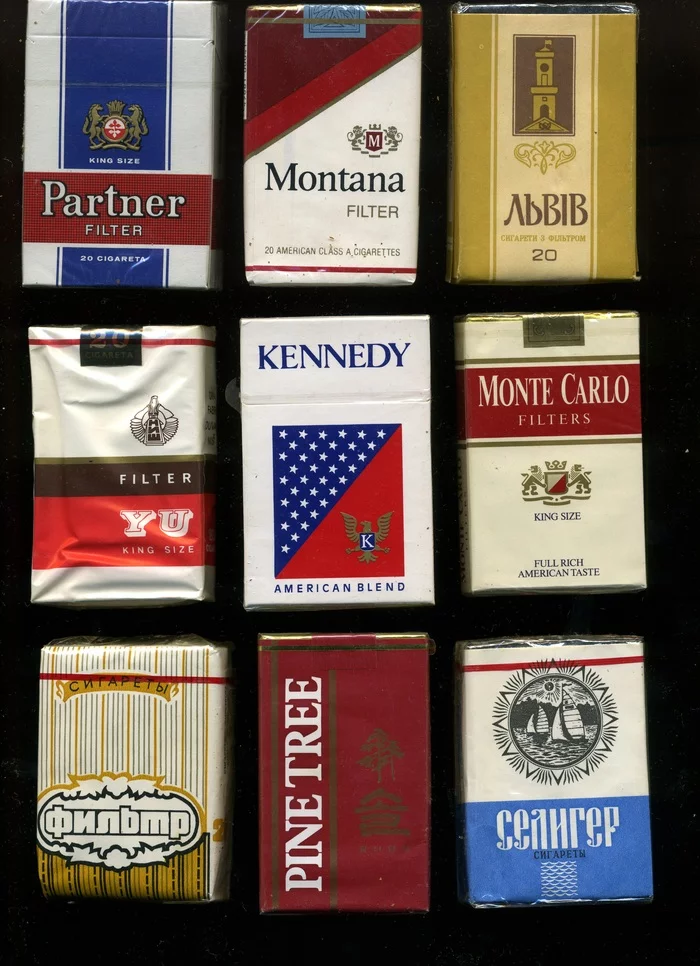 KING SIZE
Partner
FILTER
20 CIGARETA
M
Montana
FILTER
20 AMERICAN CLASS A CIGARETTES
ЛЬВІВ
СИГАРЕТИ З ФІЛЬТРОМ
20
20
CIGARETA
FILTER
YU
KING SIZE
KENNEDY
K
AMERICAN BLEND
MONTE CARLO
FILTERS
KING SIZE
FULL RICH
AMERICAN TASTE
СИГАРЕТЫ
фильтр
PINE TREE
селигер
СИГАРЕТЫ